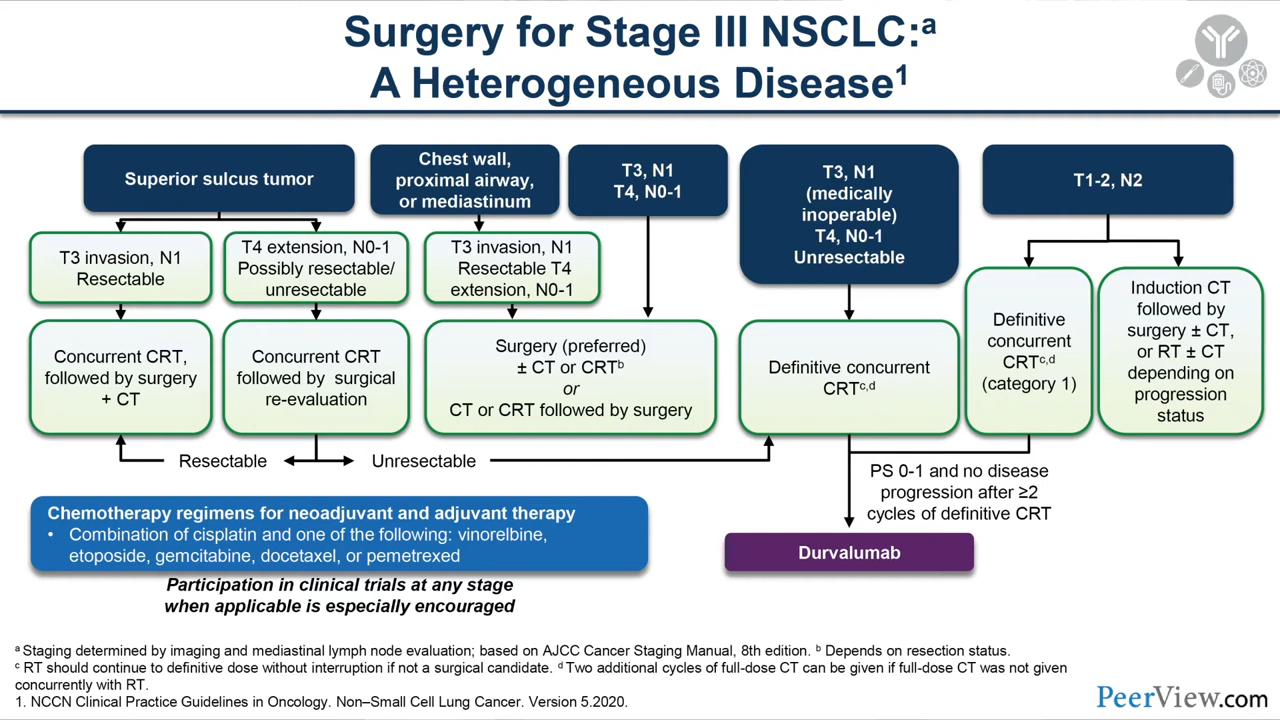 Surgery for Stage III NSCLC:ᵃ
A Heterogeneous Disease¹
Superior sulcus tumor
Chest wall,
proximal airway,
or mediastinum
T3, N1
T4, N0-1
T3, N1
(medically
inoperable)
T4, N0-1
Unresectable
T1-2, N2
T3 invasion, N1
Resectable
T4 extension, N0-1
Possibly resectable/
unresectable
T3 invasion, N1
Resectable T4
extension, N0-1
Concurrent CRT,
followed by surgery
+ CT
Concurrent CRT
followed by surgical
re-evaluation
Surgery (preferred)
± CT or CRTᵇ
or
CT or CRT followed by surgery
Definitive concurrent
CRTᶜ,ᵈ
Definitive
concurrent
CRTᶜ,ᵈ
(category 1)
Induction CT
followed by
surgery ± CT,
or RT ± CT
depending on
progression
status
Resectable
Unresectable
PS 0-1 and no disease
progression after ≥2
cycles of definitive CRT
Durvalumab
Chemotherapy regimens for neoadjuvant and adjuvant therapy
• Combination of cisplatin and one of the following: vinorelbine,
etoposide, gemcitabine, docetaxel, or pemetrexed
Participation in clinical trials at any stage
when applicable is especially encouraged
ᵃ Staging determined by imaging and mediastinal lymph node evaluation; based on AJCC Cancer Staging Manual, 8th edition. ᵇ Depends on resection status.
ᶜ RT should continue to definitive dose without interruption if not a surgical candidate. ᵈ Two additional cycles of full-dose CT can be given if full-dose CT was not given
concurrently with RT.
1. NCCN Clinical Practice Guidelines in Oncology. Non–Small Cell Lung Cancer. Version 5.2020.
PeerView.com